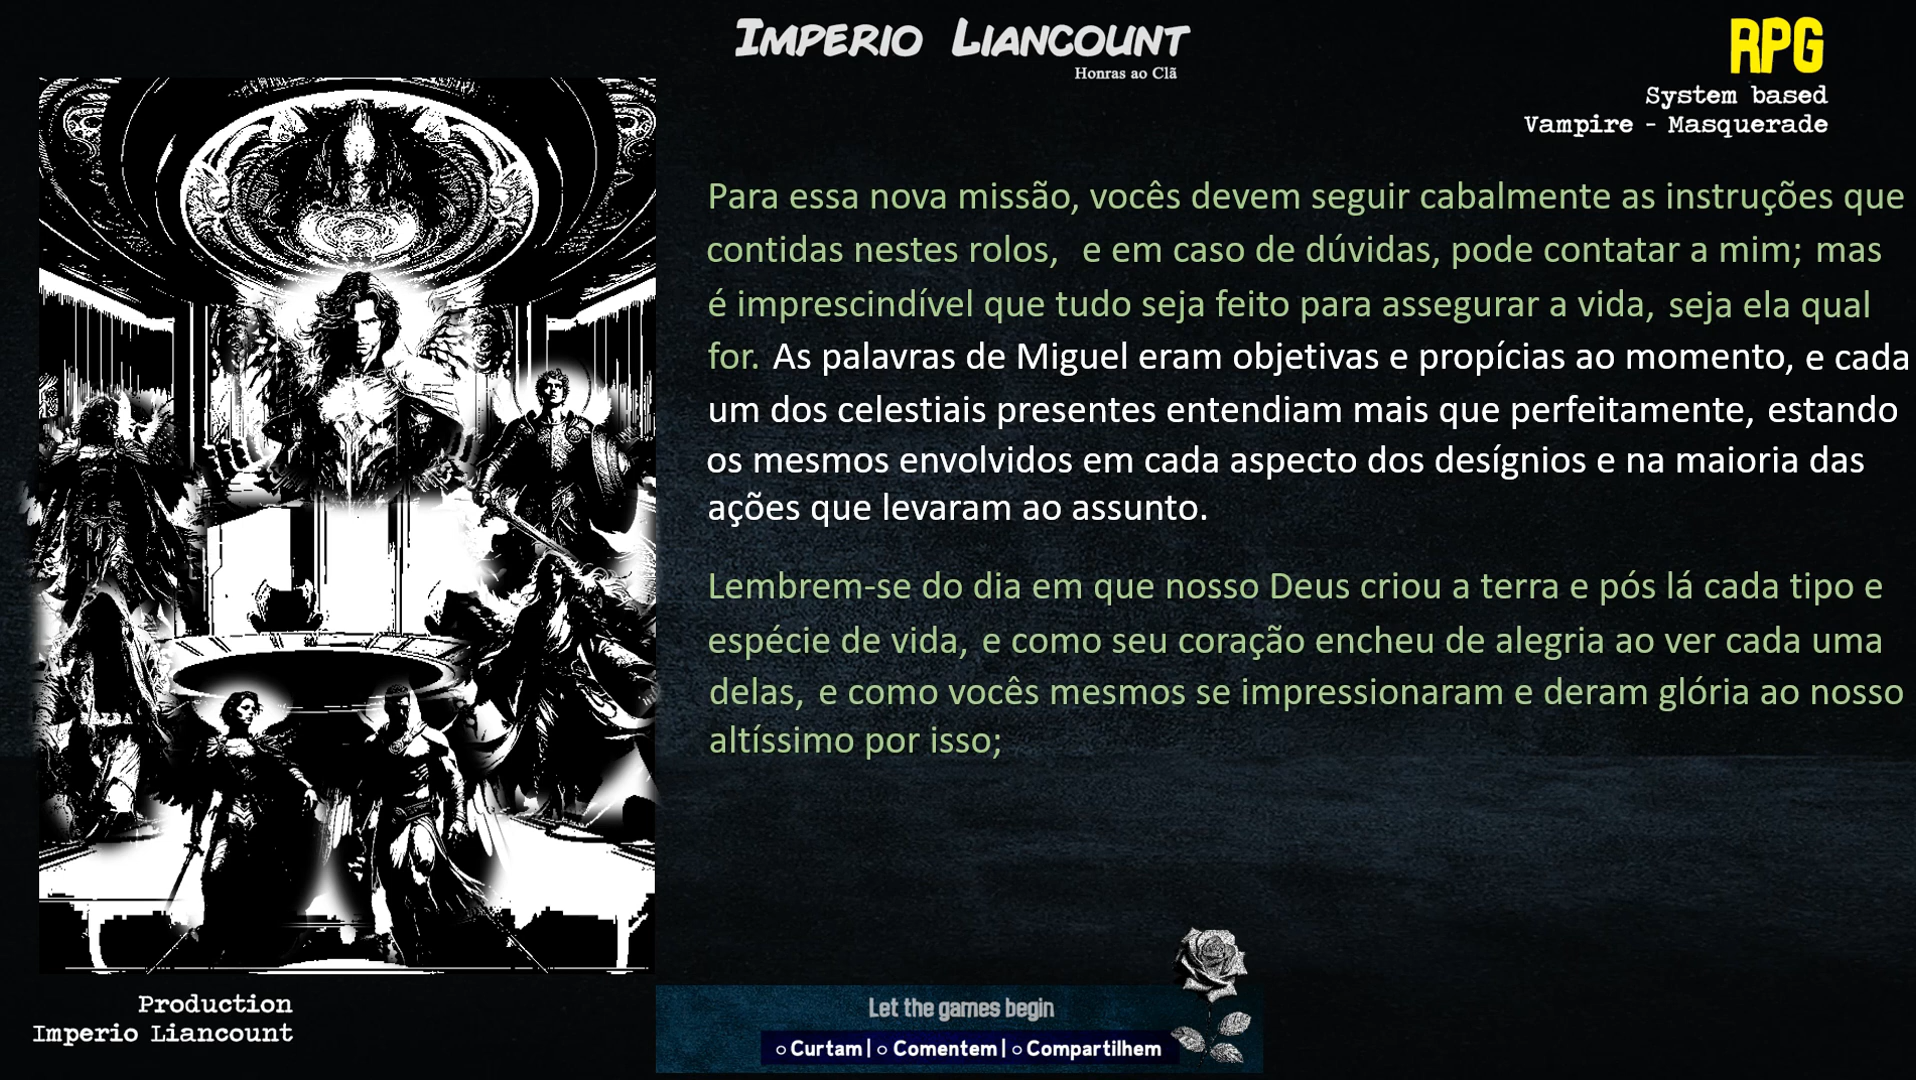 Imperio Liancount
Honras ao Clã
RPG
System based
Vampire - Masquerade
Para essa nova missão, vocês devem seguir cabalmente as instruções que
contidas nestes rolos, e em caso de dúvidas, pode contatar a mim; mas
é imprescindível que tudo seja feito para assegurar a vida, seja ela qual
for. As palavras de Miguel eram objetivas e propícias ao momento, e cada
um dos celestiais presentes entendiam mais que perfeitamente, estando
os mesmos envolvidos em cada aspecto dos desígnios e na maioria das
ações que levaram ao assunto.
Lembrem-se do dia em que nosso Deus criou a terra e pós lá cada tipo e
espécie de vida, e como seu coração encheu de alegria ao ver cada uma
delas, e como vocês mesmos se impressionaram e deram glória ao nosso
altíssimo por isso;
Production
Imperio Liancount
Let the games begin
○ Curtam | ○ Comentem | ○ Compartilhem